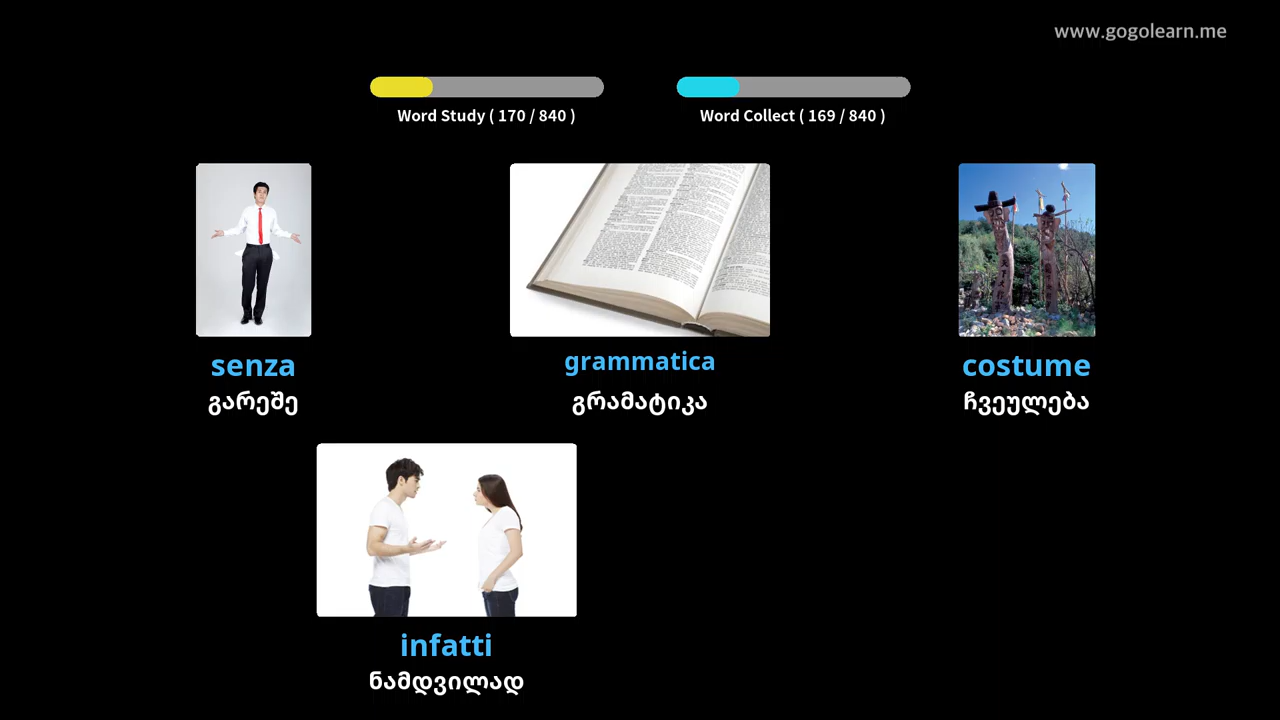 www.gogolearn.me
Word Study ( 170 / 840 )
Word Collect ( 169 / 840 )
senza
გარეშე
grammatica
გრამატიკა
costume
ჩვეულება
infatti
ნამდვილად